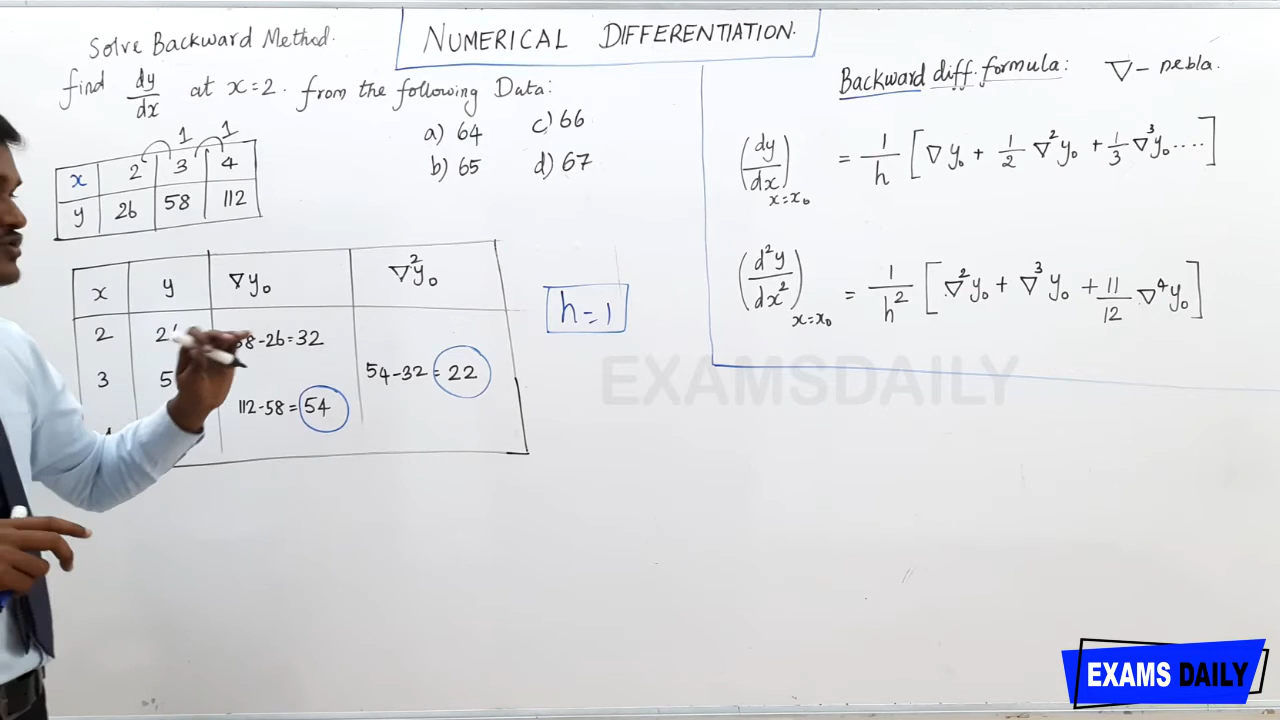 NUMERICAL DIFFERENTIATION.
Solve Backward Method.
find dy/dx at x=2. from the following Data:
a) 64 c) 66
b) 65 d) 67
1 1
x 2 3 4
y 26 58 112
x y ∇y₀ ∇²y₀
2 58-26=32
3 54-32=22
112-58=54
h=1
Backward diff. formula: ∇ - nebla.
(dy/dx)x=x₀ = 1/h [∇y₀ + 1/2 ∇²y₀ + 1/3 ∇³y₀....]
(d²y/dx²)x=x₀ = 1/h² [∇²y₀ + ∇³y₀ + 11/12 ∇⁴y₀]
EXAMSDAILY
EXAMS DAILY